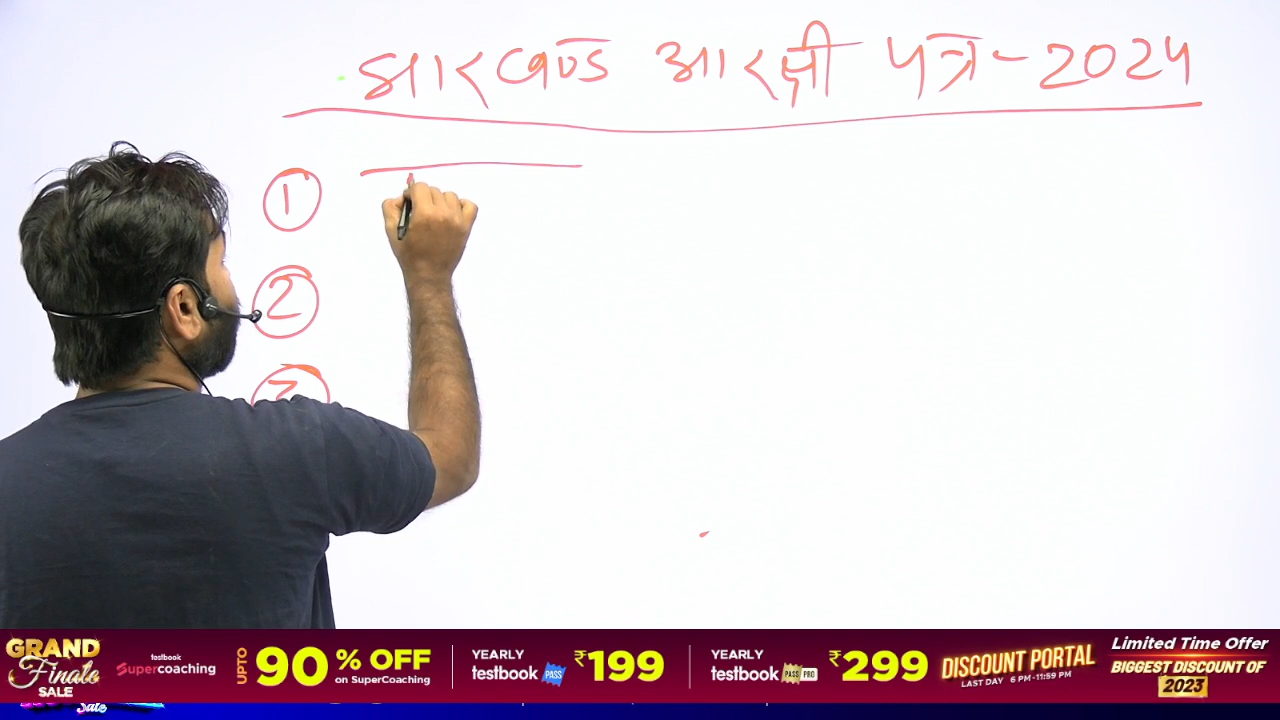 झारखण्ड आरक्षी पत्र - 2024
1
2
3
GRAND
Finale
SALE
testbook
Supercoaching
UPTO 90 % OFF
on SuperCoaching
YEARLY
testbook PASS
₹199
YEARLY
testbook PASS PRO
₹299
DISCOUNT PORTAL
LAST DAY 6 PM -11:59 PM
Limited Time Offer
BIGGEST DISCOUNT OF
2023
Sale